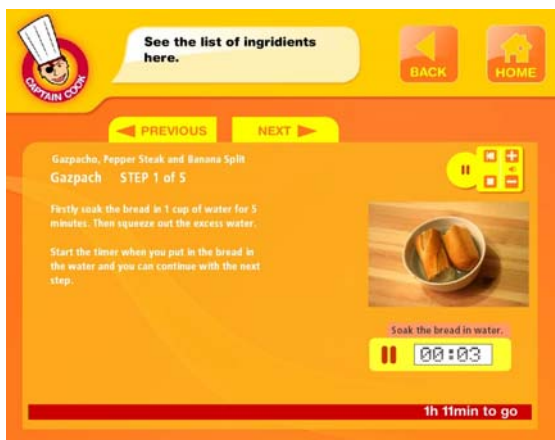 See the list of ingridients
here.
BACK
HOME
CAPTAIN COOK
PREVIOUS
NEXT
Gazpacho, Pepper Steak and Banana Split
Gazpach STEP 1 of 5
Firstly soak the bread in 1 cup of water for 5
minutes. Then squeeze out the excess water.
Start the timer when you put in the bread in
the water and you can continue with the next
step.
Soak the bread in water.
00:03
1h 11min to go